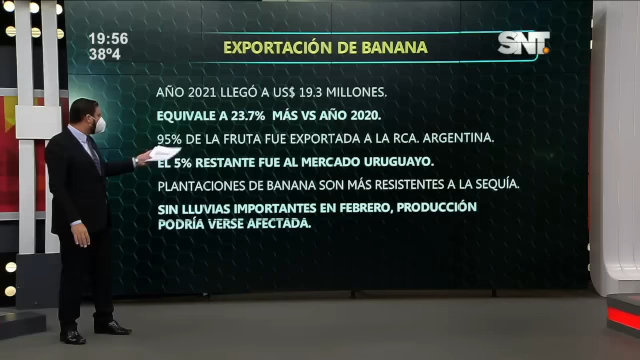 19:56
38°4
EXPORTACIÓN DE BANANA
SNT
AÑO 2021 LLEGÓ A US$ 19.3 MILLONES.
EQUIVALE A 23.7% MÁS VS AÑO 2020.
95% DE LA FRUTA FUE EXPORTADA A LA RCA. ARGENTINA.
EL 5% RESTANTE FUE AL MERCADO URUGUAYO.
PLANTACIONES DE BANANA SON MÁS RESISTENTES A LA SEQUÍA.
SIN LLUVIAS IMPORTANTES EN FEBRERO, PRODUCCIÓN
PODRÍA VERSE AFECTADA.